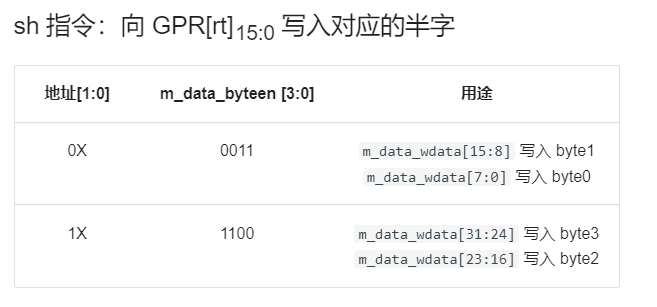 sh 指令：向 GPR[rt]15:0 写入对应的半字
地址[1:0] m_data_byteen [3:0] 用途
0X 0011 m_data_wdata[15:8] 写入 byte1
m_data_wdata[7:0] 写入 byte0
1X 1100 m_data_wdata[31:24] 写入 byte3
m_data_wdata[23:16] 写入 byte2